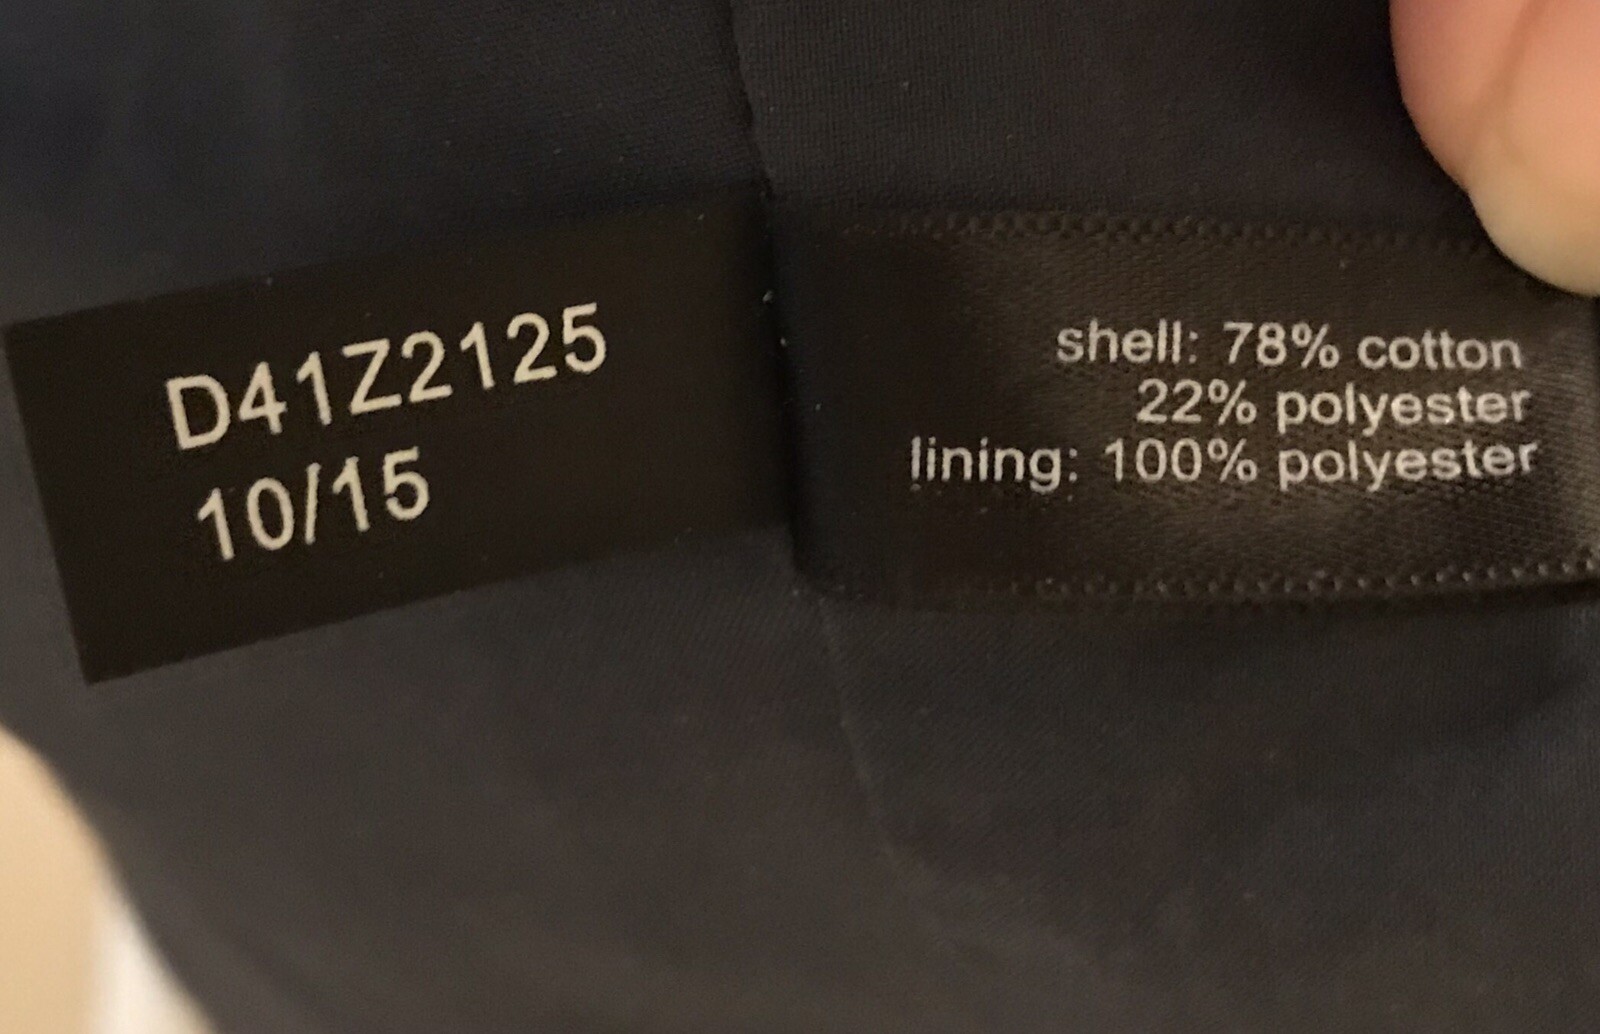 D41Z2125
10/15
shell: 78% cotton
22% polyester
lining: 100% polyester